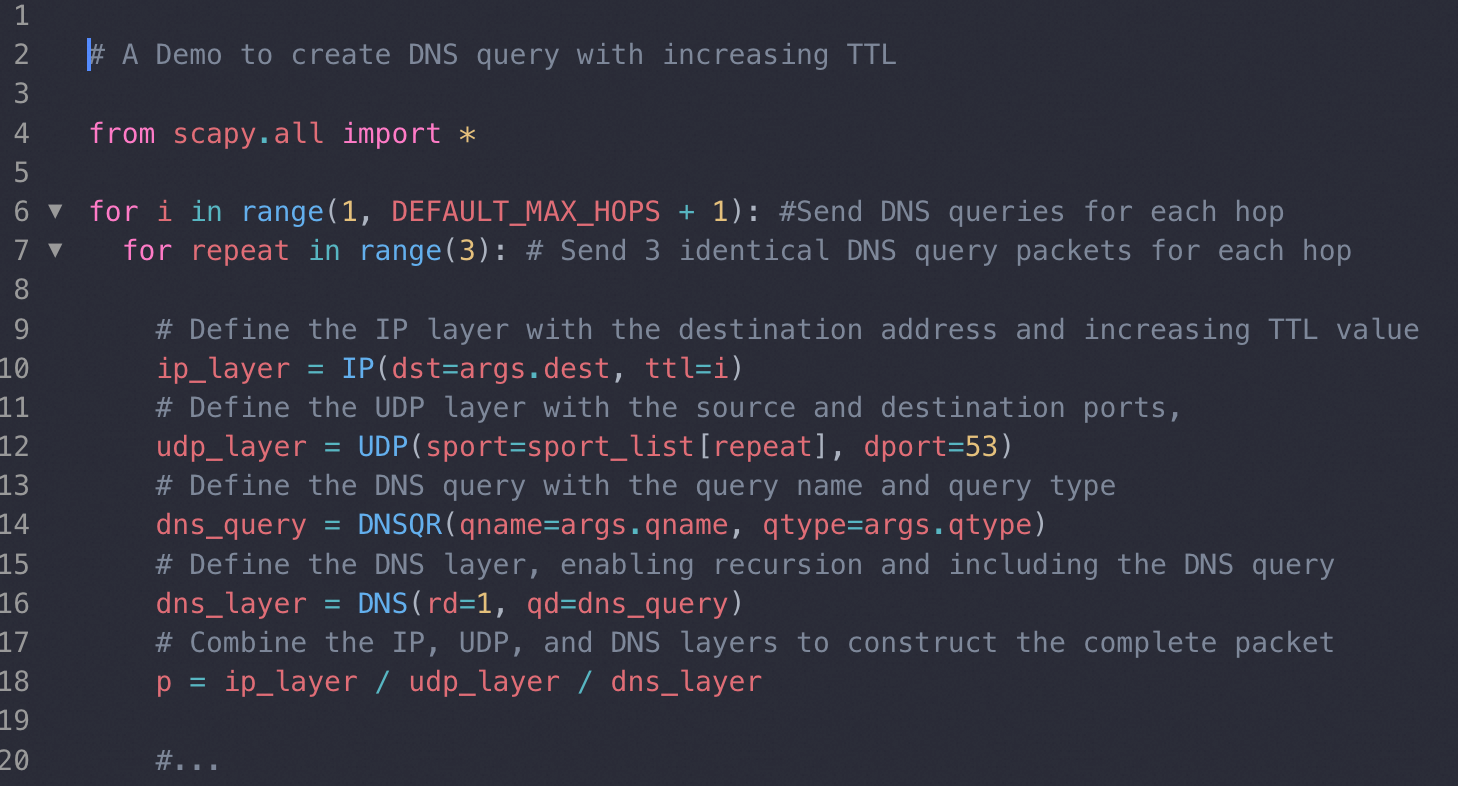 1
2 # A Demo to create DNS query with increasing TTL
3
4 from scapy.all import *
5
6 ▼ for i in range(1, DEFAULT_MAX_HOPS + 1): #Send DNS queries for each hop
7 ▼   for repeat in range(3): # Send 3 identical DNS query packets for each hop
8
9     # Define the IP layer with the destination address and increasing TTL value
10     ip_layer = IP(dst=args.dest, ttl=i)
11     # Define the UDP layer with the source and destination ports,
12     udp_layer = UDP(sport=sport_list[repeat], dport=53)
13     # Define the DNS query with the query name and query type
14     dns_query = DNSQR(qname=args.qname, qtype=args.qtype)
15     # Define the DNS layer, enabling recursion and including the DNS query
16     dns_layer = DNS(rd=1, qd=dns_query)
17     # Combine the IP, UDP, and DNS layers to construct the complete packet
18     p = ip_layer / udp_layer / dns_layer
19
20     #...